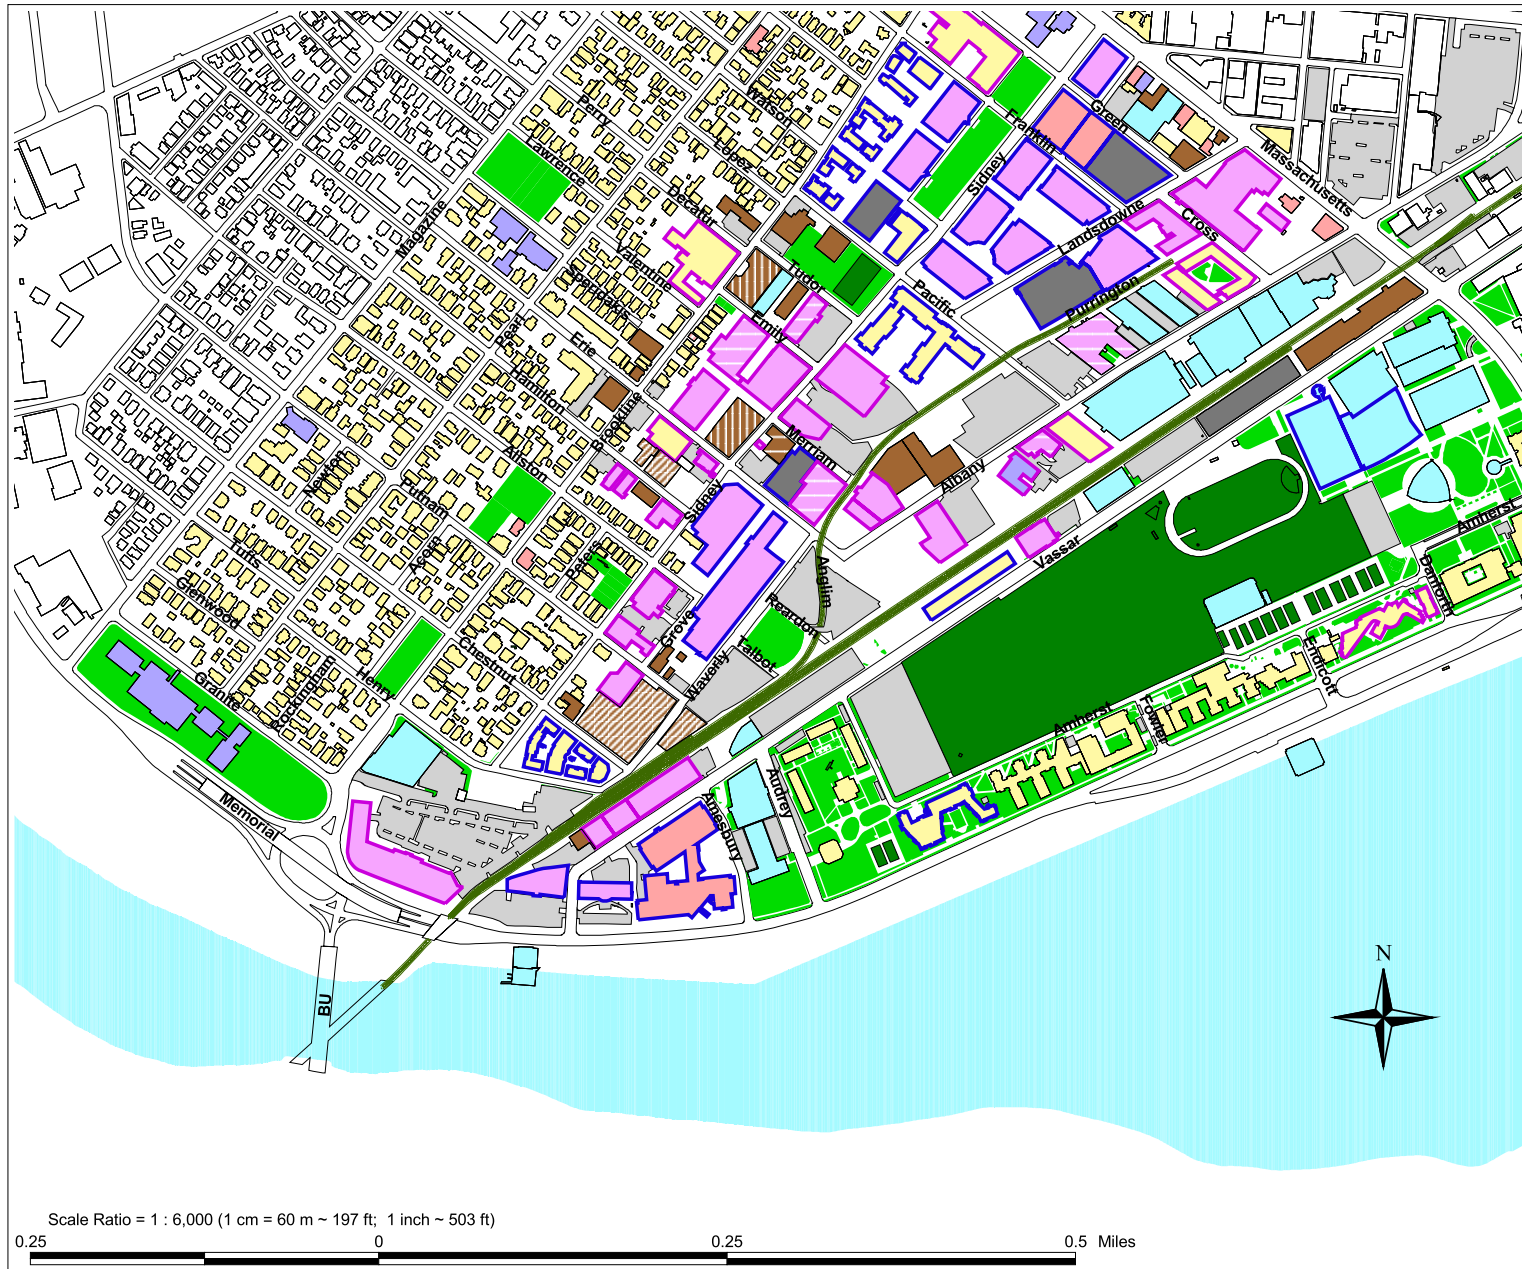 Perry
Watson
Green
Franklin
Lopez
Massachusetts
Lawrence
Sidney
Decatur
Magazine
Landsdowne
Cross
Valentine
Tudor
Speridakis
Pacific
Purrington
Emily
Pearl
Erie
Hamilton
Brookline
Merriam
Allston
Newton
Albany
Putnam
Sidney
Amherst
Tufts
Acorn
Peters
Vassar
Anglim
Danforth
Glenwood
Reardon
Grove
Talbot
Chestnut
Waverly
Endicott
Granite
Rockingham
Henry
Fowler
Amherst
Audrey
Memorial
Amesbury
N
BU
Scale Ratio = 1 : 6,000 (1 cm = 60 m ~ 197 ft; 1 inch ~ 503 ft)
0.25 0 0.25 0.5 Miles